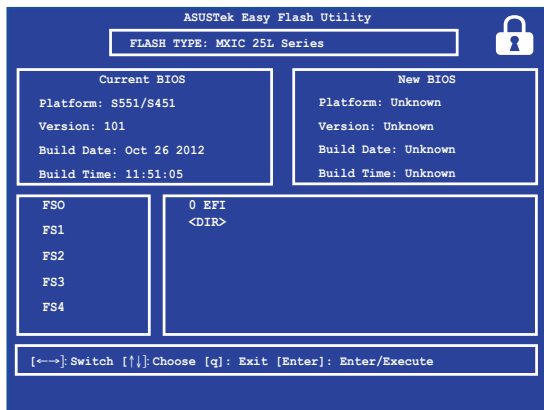 ASUSTek Easy Flash Utility
FLASH TYPE: MXIC 25L Series
Current BIOS
Platform: S551/S451
Version: 101
Build Date: Oct 26 2012
Build Time: 11:51:05
New BIOS
Platform: Unknown
Version: Unknown
Build Date: Unknown
Build Time: Unknown
FSO
FS1
FS2
FS3
FS4
0 EFI
<DIR>
[←→]: Switch [↑↓]: Choose [q]: Exit [Enter]: Enter/Execute